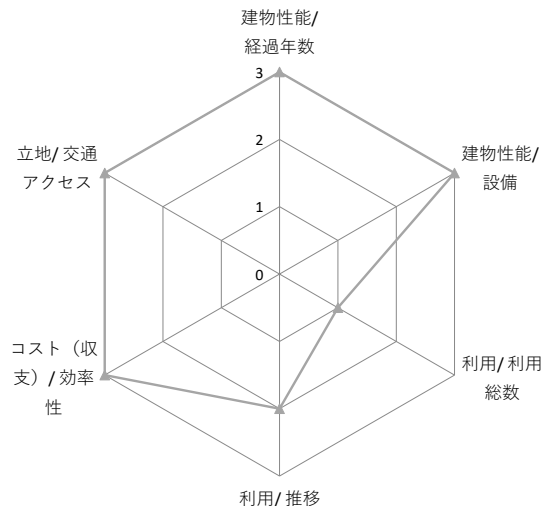 建物性能/
経過年数
3
2
1
0
建物性能/
設備
利用/ 利用
総数
利用/ 推移
コスト（収
支）/ 効率
性
立地/ 交通
アクセス